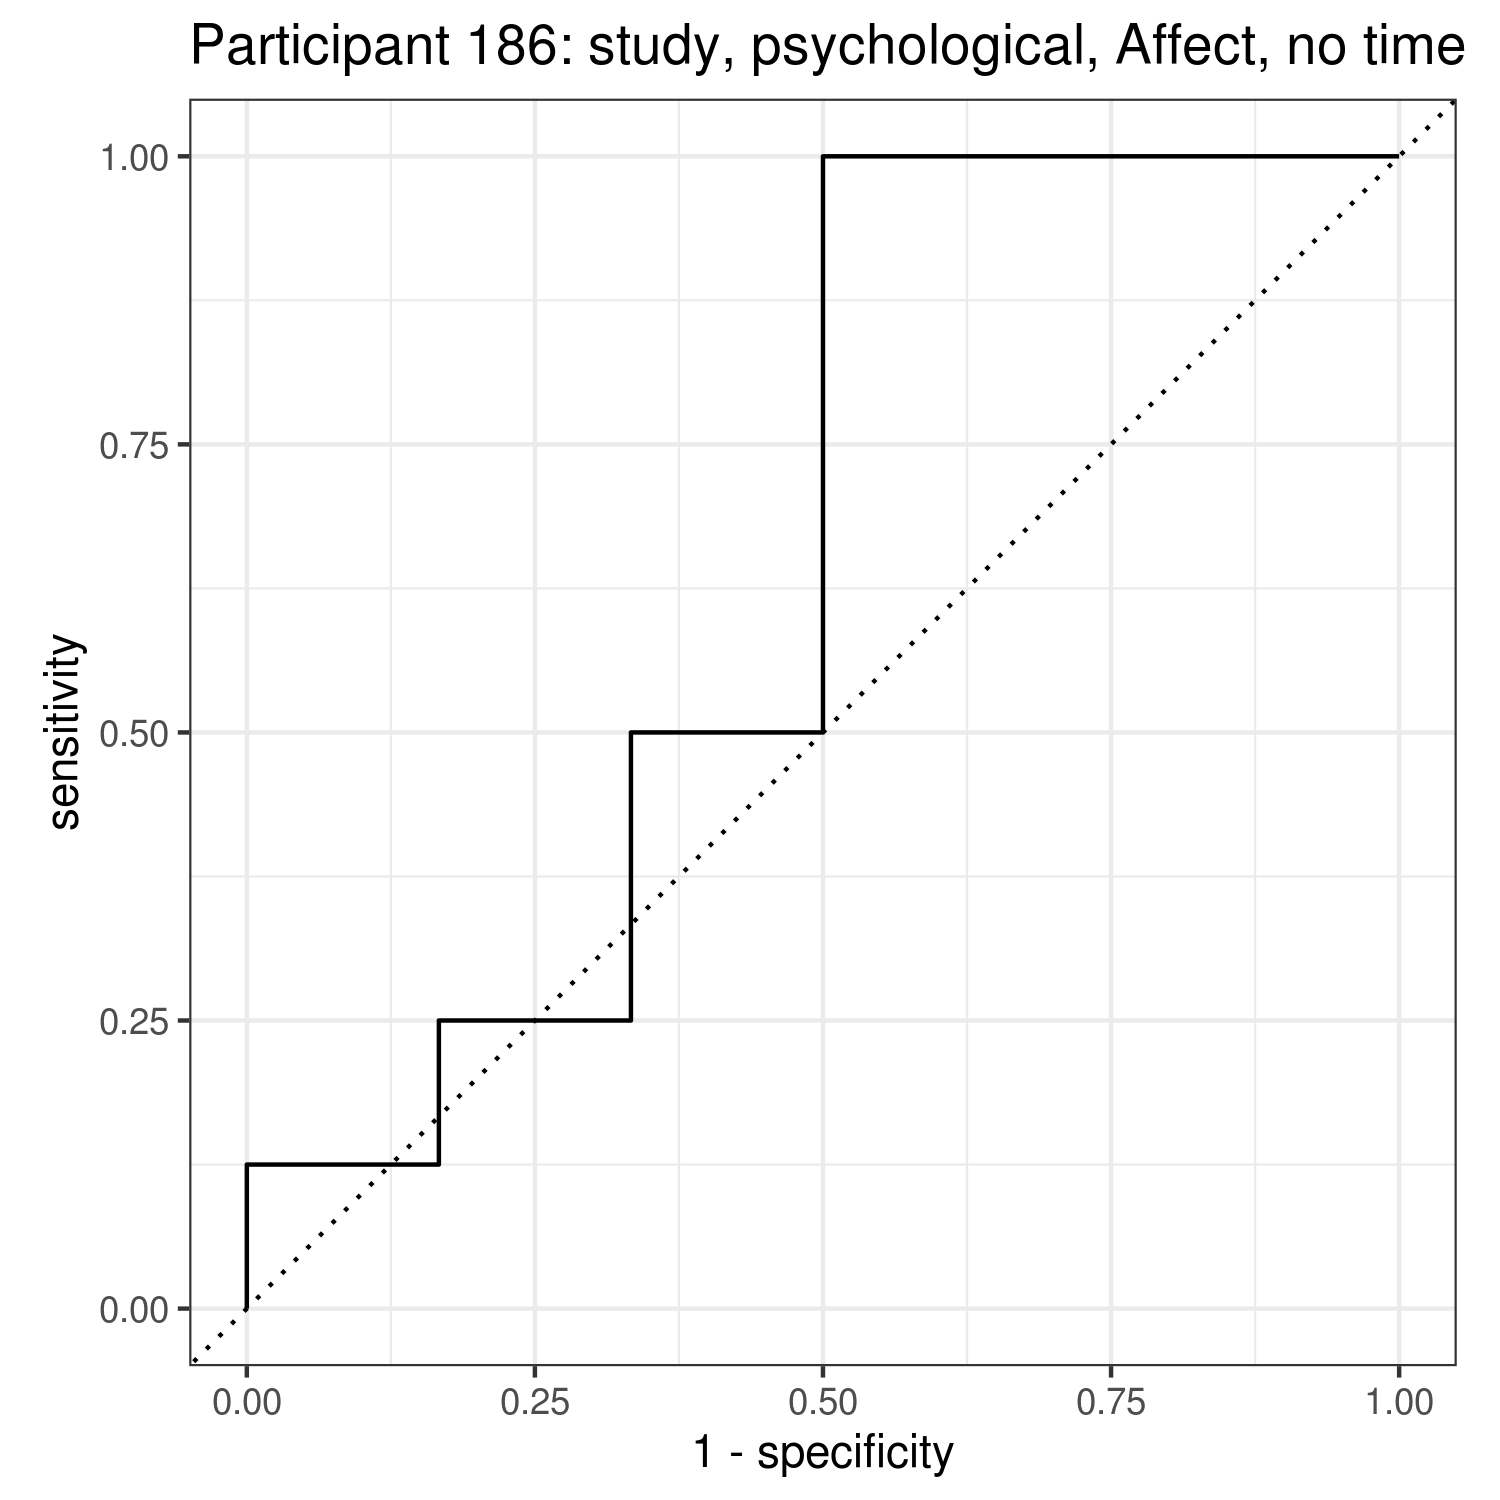 Participant 186: study, psychological, Affect, no time
1.00
0.75
0.50
0.25
0.00
sensitivity
0.00 0.25 0.50 0.75 1.00
1 - specificity